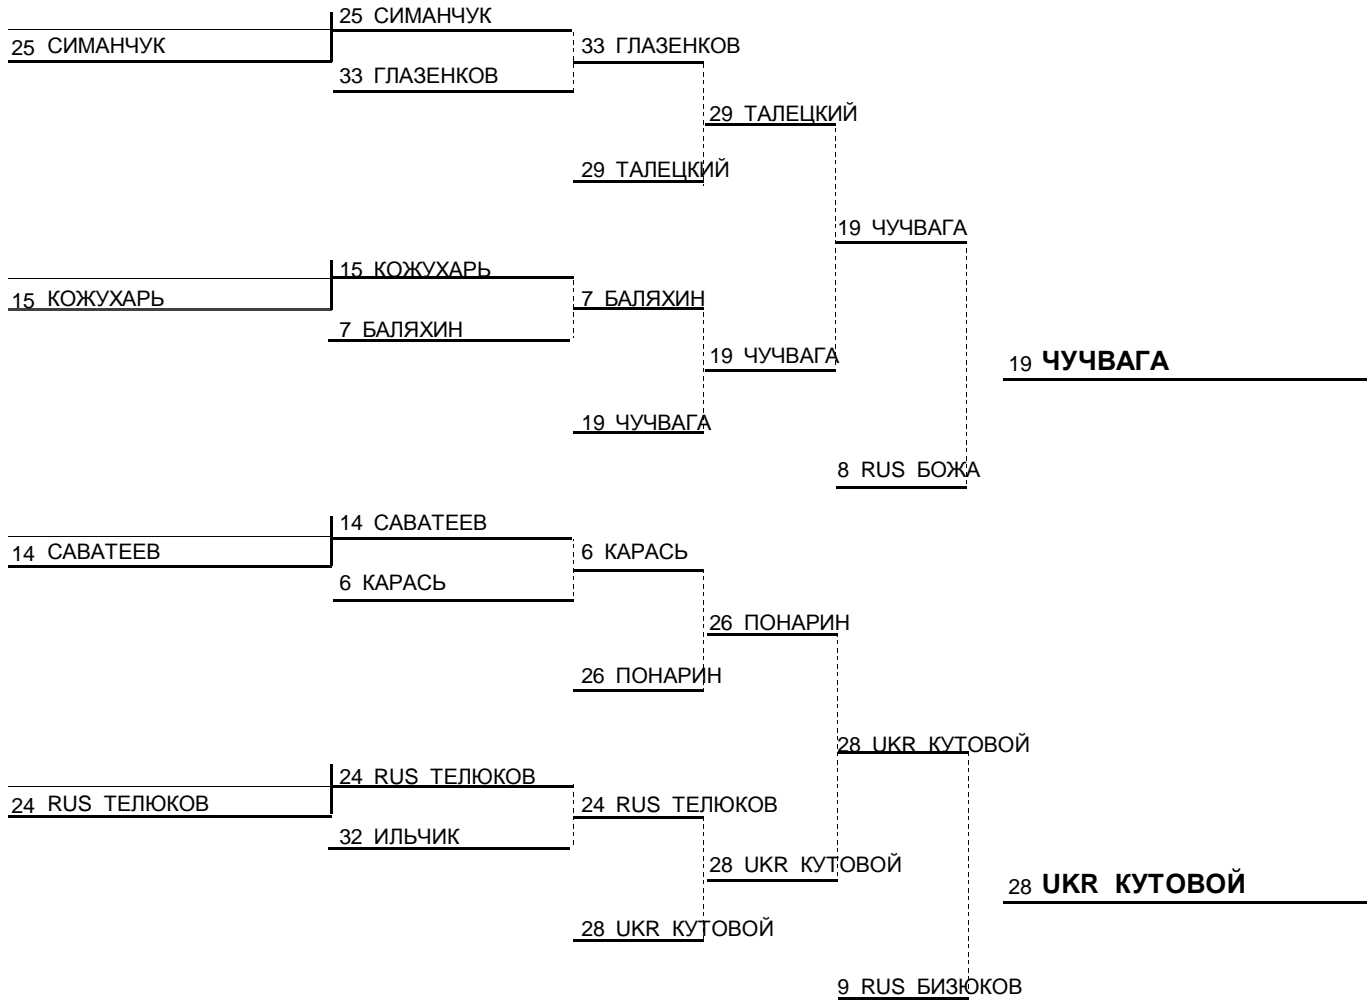 25 СИМАНЧУК
25 СИМАНЧУК
33 ГЛАЗЕНКОВ
33 ГЛАЗЕНКОВ
29 ТАЛЕЦКИЙ
29 ТАЛЕЦКИЙ
19 ЧУЧВАГА
15 КОЖУХАРЬ
15 КОЖУХАРЬ
7 БАЛЯХИН
7 БАЛЯХИН
19 ЧУЧВАГА
19 ЧУЧВАГА
19 ЧУЧВАГА
8 RUS БОЖА
14 САВАТЕЕВ
14 САВАТЕЕВ
6 КАРАСЬ
6 КАРАСЬ
26 ПОНАРИН
26 ПОНАРИН
28 UKR КУТОВОЙ
24 RUS ТЕЛЮКОВ
24 RUS ТЕЛЮКОВ
24 RUS ТЕЛЮКОВ
32 ИЛЬЧИК
28 UKR КУТОВОЙ
28 UKR КУТОВОЙ
28 UKR КУТОВОЙ
9 RUS БИЗЮКОВ